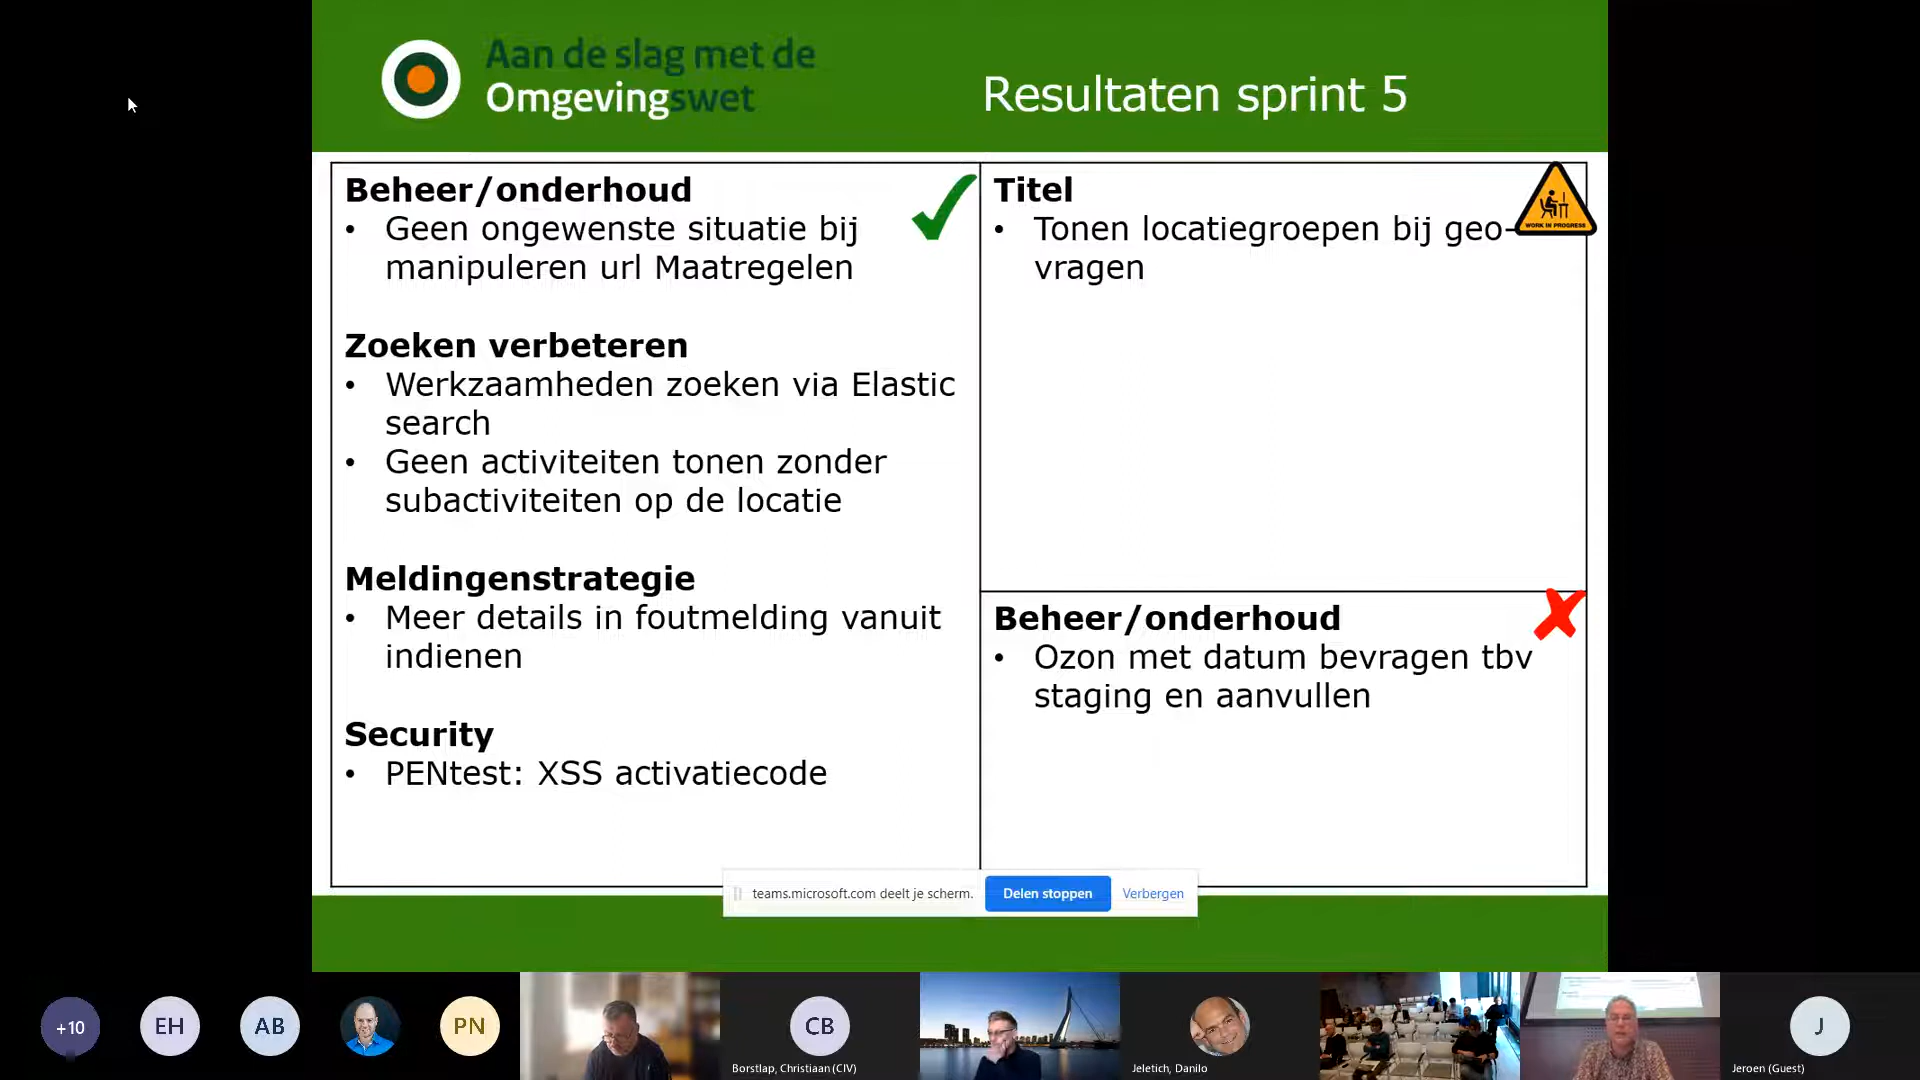 Aan de slag met de
Omgevingswet
Resultaten sprint 5
Beheer/onderhoud
• Geen ongewenste situatie bij
manipuleren url Maatregelen
Zoeken verbeteren
• Werkzaamheden zoeken via Elastic
search
• Geen activiteiten tonen zonder
subactiviteiten op de locatie
Meldingenstrategie
• Meer details in foutmelding vanuit
indienen
Security
• PENtest: XSS activatiecode
Titel
• Tonen locatiegroepen bij geo-
vragen
WORK IN PROGRESS
Beheer/onderhoud
• Ozon met datum bevragen tbv
staging en aanvullen
teams.microsoft.com deelt je scherm.
Delen stoppen
Verbergen
+10
EH
AB
PN
CB
Borstlap, Christiaan (CIV)
Jeletich, Danilo
J
Jeroen (Guest)